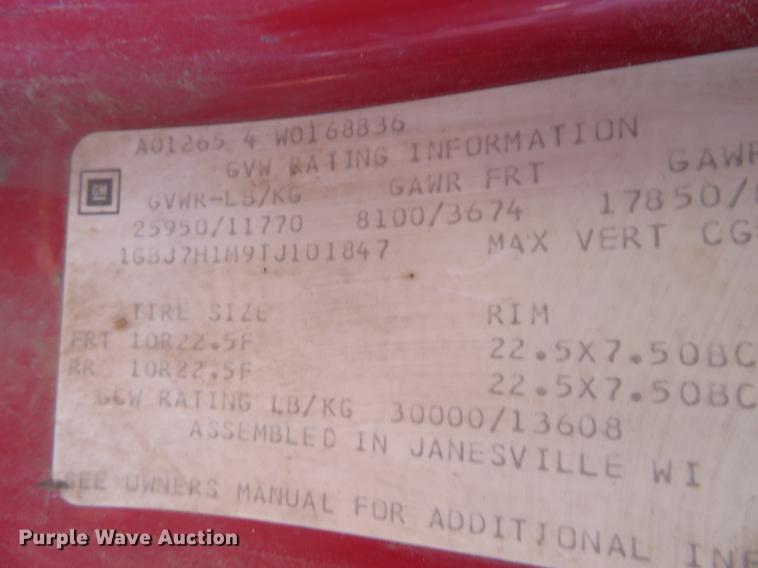 A01265 4 W0168836
GVW RATING INFORMATION
GM
GVWR-LB/KG GAWR FRT GAWR
25950/11770 8100/3674 17850/
1GBJ7H1M9TJ101847 MAX VERT CG
TIRE SIZE RIM
FRT 10R22.5F 22.5X7.50BC
RR 10R22.5F 22.5X7.50BC
GCW RATING LB/KG 30000/13608
ASSEMBLED IN JANESVILLE WI
SEE OWNERS MANUAL FOR ADDITIONAL INF
Purple Wave Auction